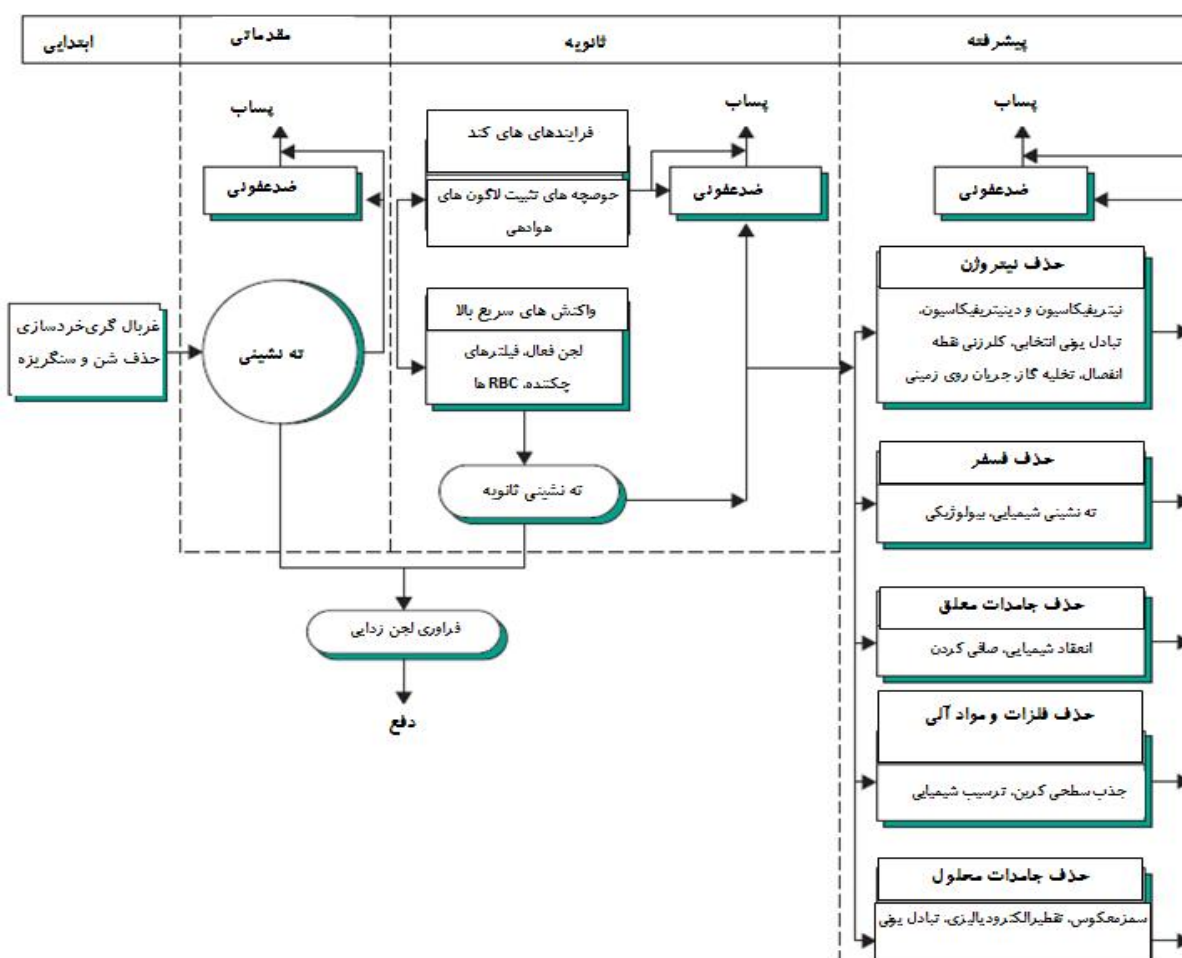 ابتدایی
مقدماتی
ثانویه
پیشرفته
غربال گری‌خردسازی
حذف شن و سنگریزه
پساب
ضدعفونی
ته نشینی
فرایندهای های کند
حوضچه های تثبیت لاگون های
هوادهی
واکنش های سریع بالا
لجن فعال، فیلترهای
چکننده، RBC ها
ته نشینی ثانویه
پساب
ضدعفونی
فراوری لجن زدایی
دفع
پساب
ضدعفونی
حذف نیتروژن
نیتریفیکاسیون و دینیتریفیکاسیون،
تبادل یونی انتخابی، کلرزنی نقطه
انفصال، تخلیه گاز، جریان روی زمینی
حذف فسفر
ته نشینی شیمیایی، بیولوژیکی
حذف جامدات معلق
انعقاد شیمیایی، صافی کردن
حذف فلزات و مواد آلی
جذب سطحی کربن، ترسیب شیمیایی
حذف جامدات محلول
سمزمعکوس، تقطیرالکترودیالیزی، تبادل یونی